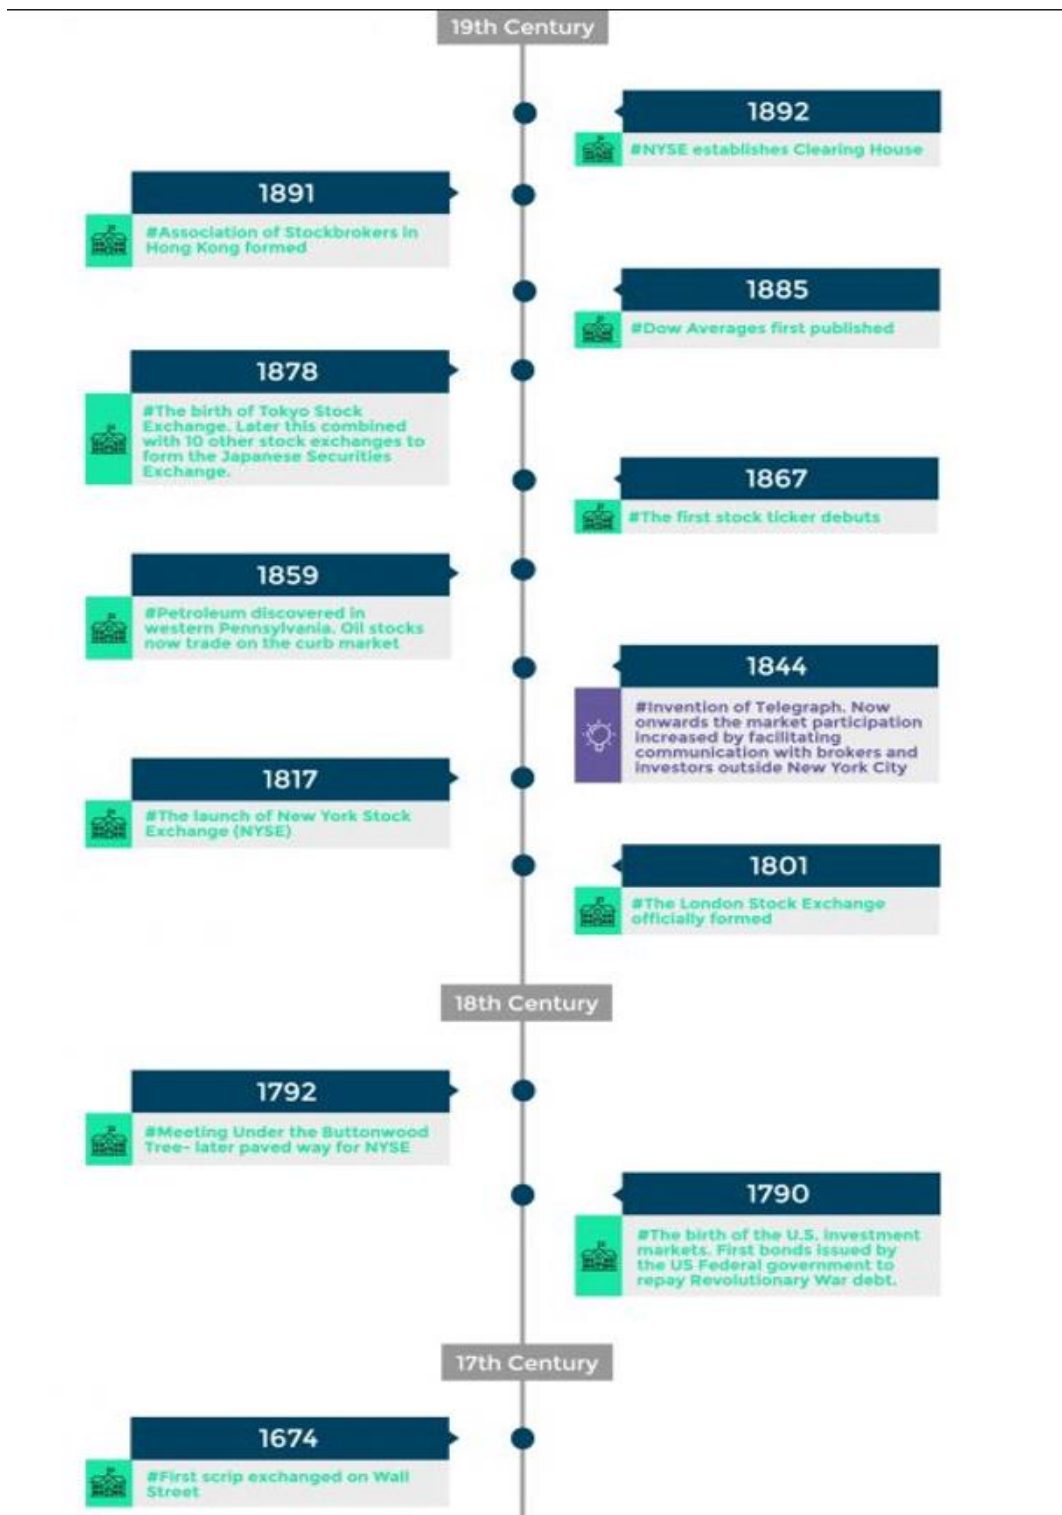 19th Century
1892
#NYSE establishes Clearing House
1891
#Association of Stockbrokers in
Hong Kong formed
1885
#Dow Averages first published
1878
#The birth of Tokyo Stock
Exchange. Later this combined
with 10 other stock exchanges to
form the Japanese Securities
Exchange.
1867
#The first stock ticker debuts
1859
#Petroleum discovered in
western Pennsylvania. Oil stocks
now trade on the curb market
1844
#Invention of Telegraph. Now
onwards the market participation
increased by facilitating
communication with brokers and
investors outside New York City
1817
#The launch of New York Stock
Exchange (NYSE)
1801
#The London Stock Exchange
officially formed
18th Century
1792
#Meeting Under the Buttonwood
Tree- later paved way for NYSE
1790
#The birth of the U.S. investment
markets. First bonds issued by
the US Federal government to
repay Revolutionary War debt.
17th Century
1674
#First scrip exchanged on Wall
Street